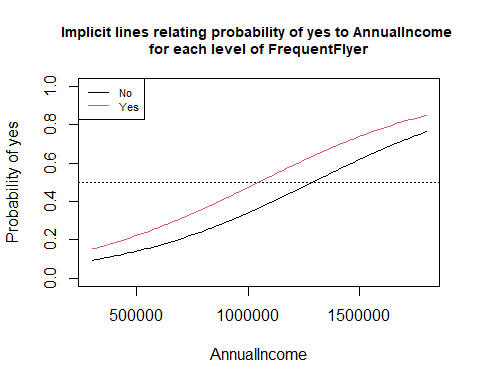 Implicit lines relating probability of yes to AnnualIncome
for each level of FrequentFlyer
No
Yes
Probability of yes
1.0
0.8
0.6
0.4
0.2
0.0
500000
1000000
1500000
AnnualIncome